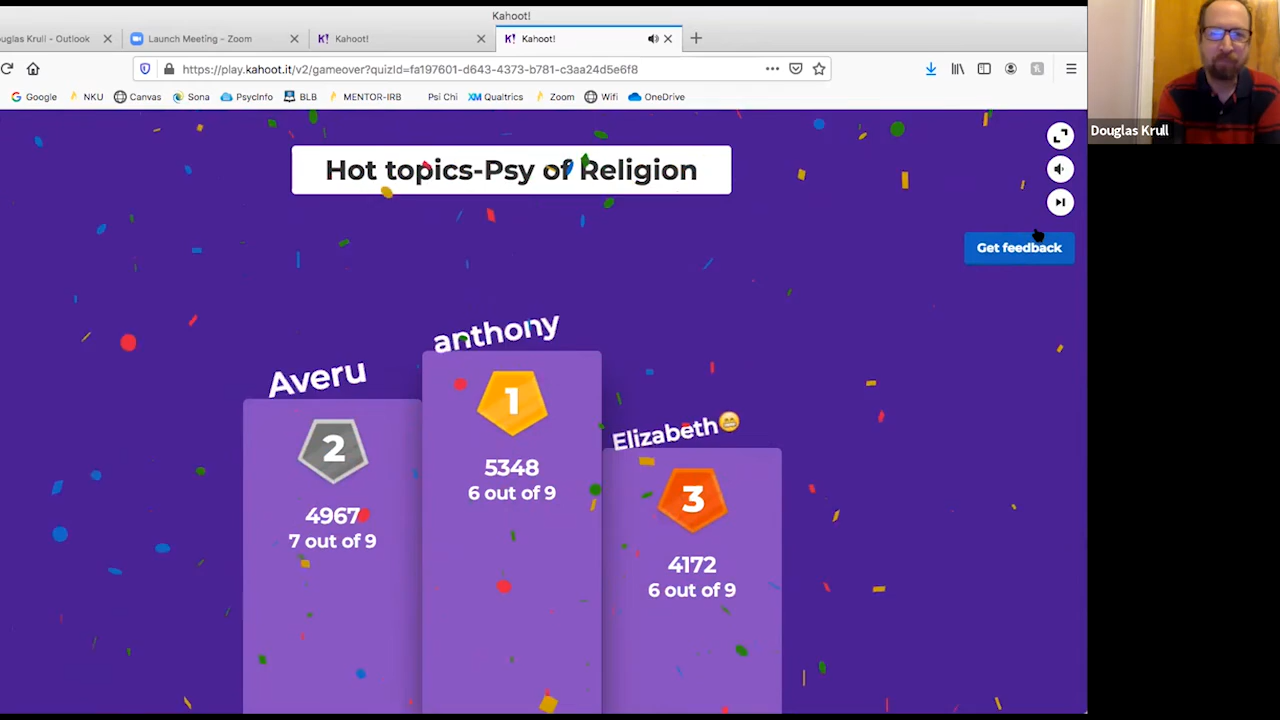 Kahoot!
uglas Krull - Outlook
Launch Meeting - Zoom
Kahoot!
Kahoot!
https://play.kahoot.it/v2/gameover?quizId=fa197601-d643-4373-b781-c3aa24d5e6f8
Google
NKU
Canvas
Sona
PsycInfo
BLB
MENTOR-IRB
Psi Chi
XM Qualtrics
Zoom
Wifi
OneDrive
Douglas Krull
Hot topics-Psy of Religion
Get feedback
anthony
1
5348
6 out of 9
Averu
2
4967
7 out of 9
Elizabeth😁
3
4172
6 out of 9